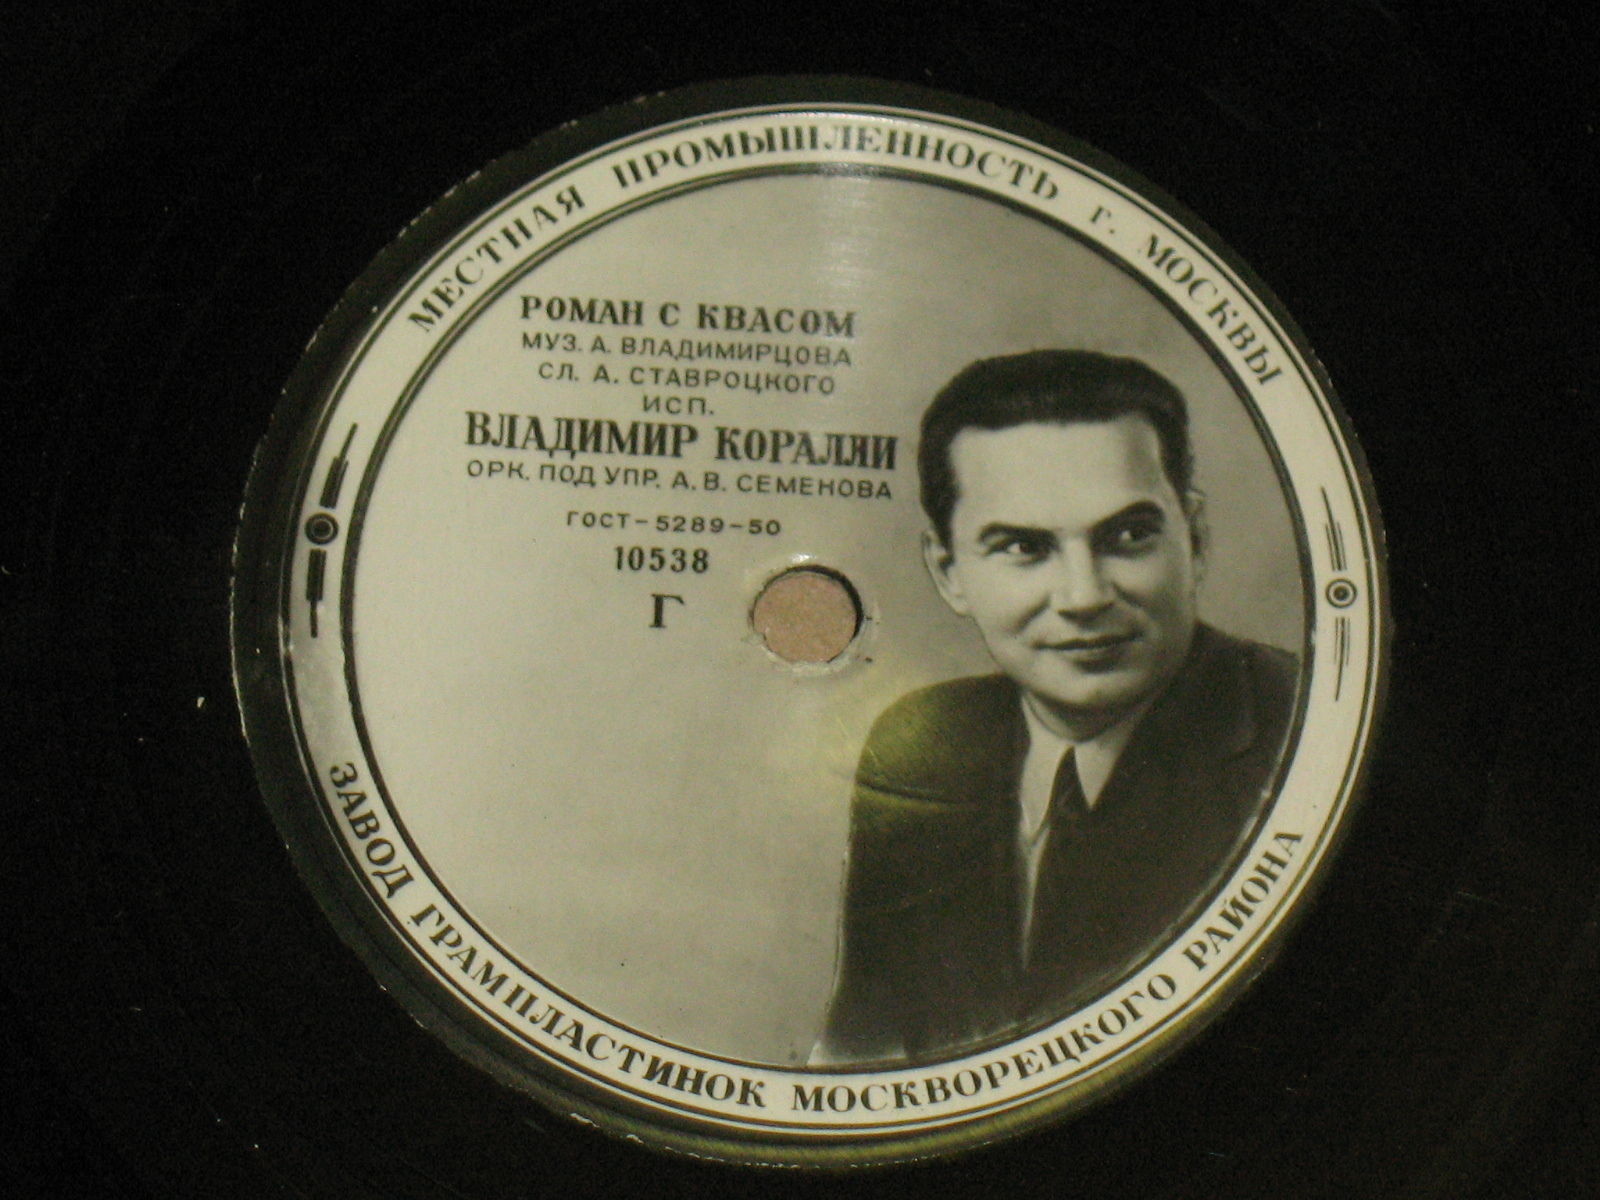 МЕСТНАЯ ПРОМЫШЛЕННОСТЬ г. МОСКВЫ
РОМАН С КВАСОМ
МУЗ. А. ВЛАДИМИРЦОВА
СЛ. А. СТАВРОЦКОГО
ИСП.
ВЛАДИМИР КОРАЛЛИ
ОРК. ПОД УПР. А. В. СЕМЕНОВА
ГОСТ-5289-50
10538
Г
ЗАВОД ГРАМПЛАСТИНОК МОСКВОРЕЦКОГО РАЙОНА